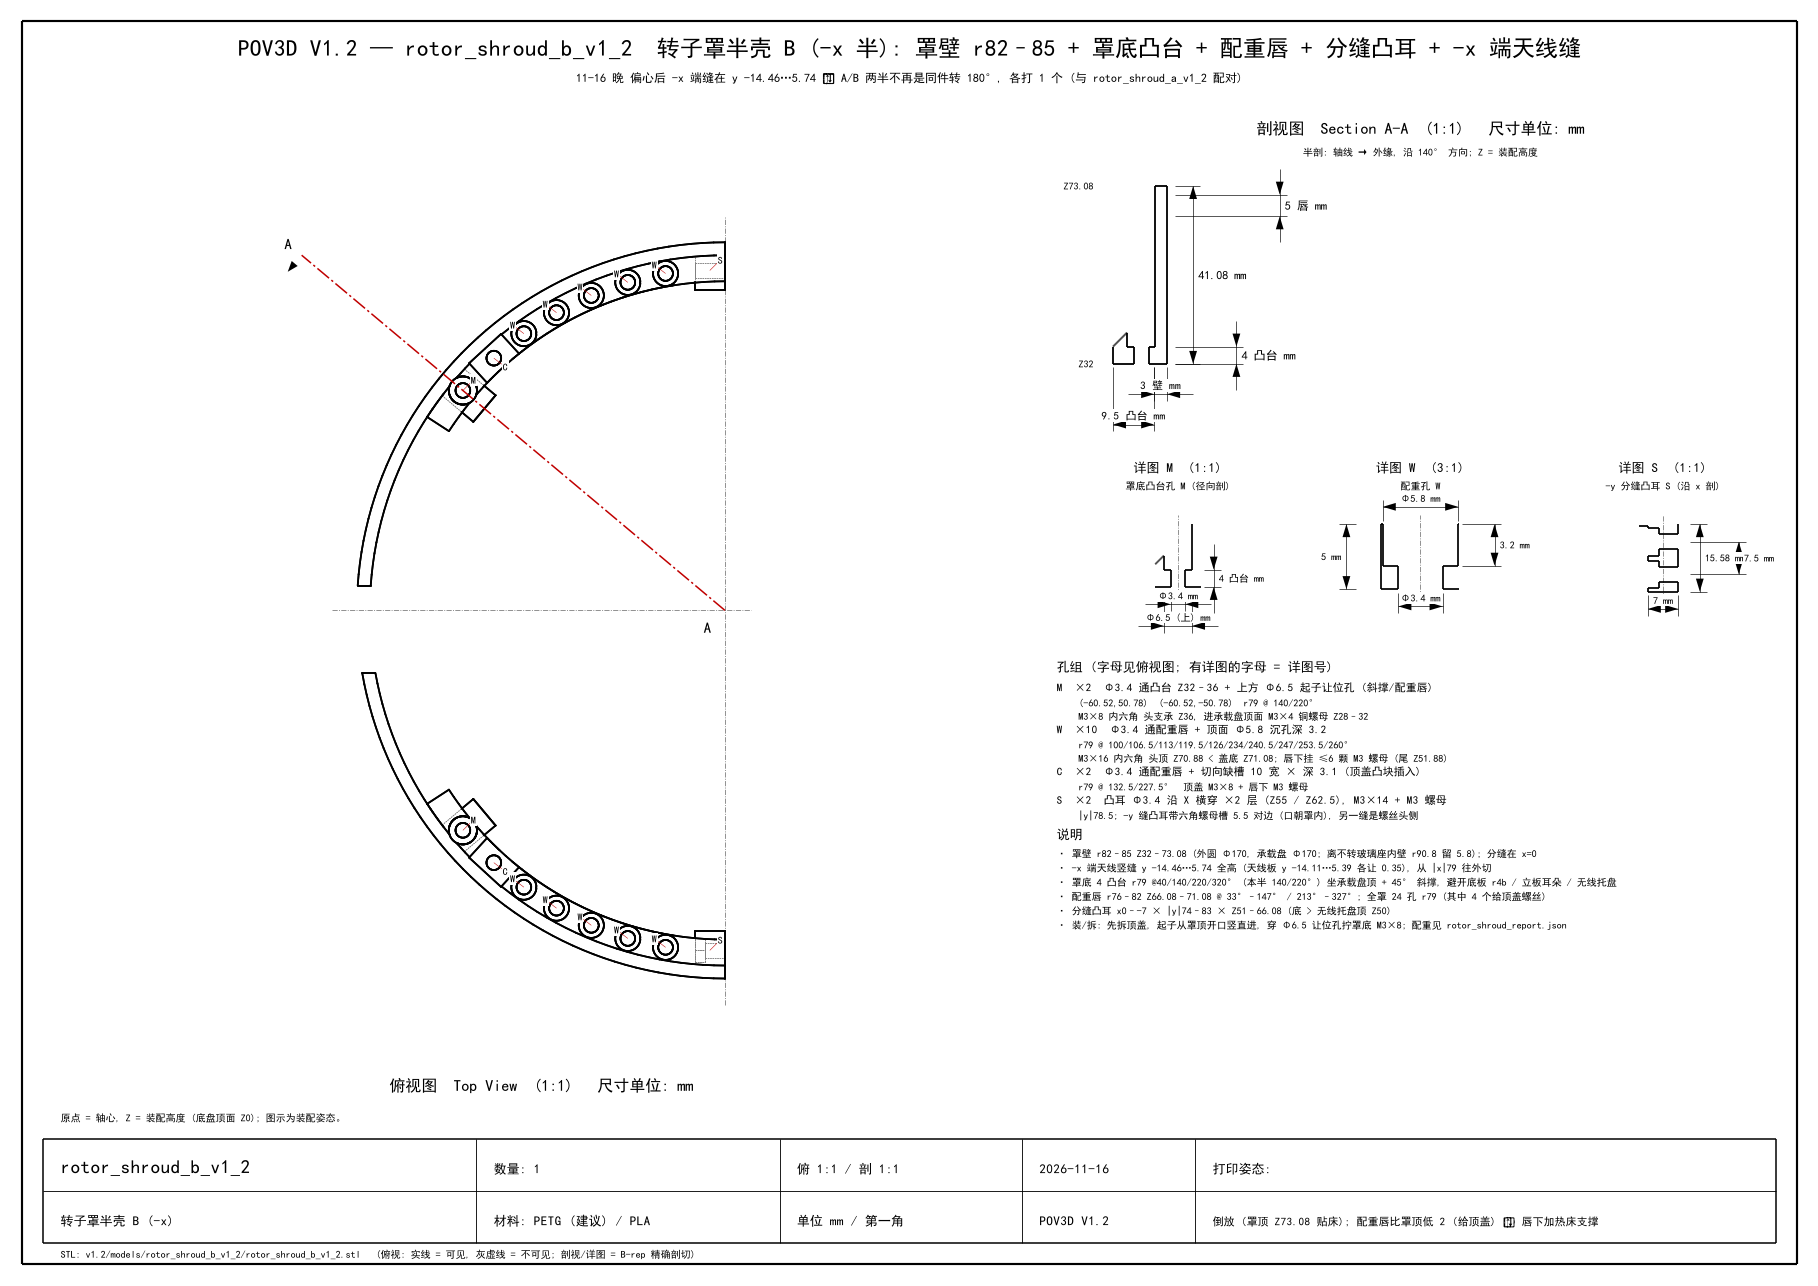 POV3D V1.2 — rotor_shroud_b_v1_2 转子罩半壳 B (-x 半): 罩壁 r82–85 + 罩底凸台 + 配重唇 + 分缝凸耳 + -x 端天线缝
11-16 晚 偏心后 -x 端缝在 y -14.46…5.74 A/B 两半不再是同件转 180°, 各打 1 个 (与 rotor_shroud_a_v1_2 配对)
剖视图 Section A-A (1:1) 尺寸单位: mm
半剖: 轴线 → 外缘, 沿 140° 方向; Z = 装配高度
Z73.08
5 唇 mm
41.08 mm
Z32
4 凸台 mm
3 壁 mm
9.5 凸台 mm
A
S
W
W
W
W
C
M
A
M
C
W
W
W
W
S
详图 M (1:1)
罩底凸台孔 M (径向剖)
4 凸台 mm
Φ3.4 mm
Φ6.5 (上) mm
详图 W (3:1)
配重孔 W
Φ5.8 mm
5 mm
3.2 mm
Φ3.4 mm
详图 S (1:1)
-y 分缝凸耳 S (沿 x 剖)
15.58 mm
7.5 mm
7 mm
孔组 (字母见俯视图; 有详图的字母 = 详图号)
M ×2 Φ3.4 通凸台 Z32–36 + 上方 Φ6.5 起子让位孔 (斜撑/配重唇)
(-60.52,50.78) (-60.52,-50.78) r79 @ 140/220°
M3×8 内六角 头支承 Z36, 进承载盘顶面 M3×4 铜螺母 Z28–32
W ×10 Φ3.4 通配重唇 + 顶面 Φ5.8 沉孔深 3.2
r79 @ 100/106.5/113/119.5/126/234/240.5/247/253.5/260°
M3×16 内六角 头顶 Z70.88 < 盖底 Z71.08; 唇下挂 ≤6 颗 M3 螺母 (尾 Z51.88)
C ×2 Φ3.4 通配重唇 + 切向缺槽 10 宽 × 深 3.1 (顶盖凸块插入)
r79 @ 132.5/227.5° 顶盖 M3×8 + 唇下 M3 螺母
S ×2 凸耳 Φ3.4 沿 X 横穿 ×2 层 (Z55 / Z62.5), M3×14 + M3 螺母
|y|78.5; -y 缝凸耳带六角螺母槽 5.5 对边 (口朝罩内), 另一缝是螺丝头侧
说明
· 罩壁 r82–85 Z32–73.08 (外圆 Φ170, 承载盘 Φ170; 离不转玻璃座内壁 r90.8 留 5.8); 分缝在 x=0
· -x 端天线竖缝 y -14.46…5.74 全高 (天线板 y -14.11…5.39 各让 0.35), 从 |x|79 往外切
· 罩底 4 凸台 r79 @40/140/220/320° (本半 140/220°) 坐承载盘顶 + 45° 斜撑, 避开底板 r4b / 立板耳朵 / 无线托盘
· 配重唇 r76–82 Z66.08–71.08 @ 33°–147° / 213°–327°; 全罩 24 孔 r79 (其中 4 个给顶盖螺丝)
· 分缝凸耳 x0–-7 × |y|74–83 × Z51–66.08 (底 > 无线托盘顶 Z50)
· 装/拆: 先拆顶盖, 起子从罩顶开口竖直进, 穿 Φ6.5 让位孔拧罩底 M3×8; 配重见 rotor_shroud_report.json
俯视图 Top View (1:1) 尺寸单位: mm
原点 = 轴心, Z = 装配高度 (底盘顶面 Z0); 图示为装配姿态。
rotor_shroud_b_v1_2
数量: 1
俯 1:1 / 剖 1:1
2026-11-16
打印姿态:
转子罩半壳 B (-x)
材料: PETG (建议) / PLA
单位 mm / 第一角
POV3D V1.2
倒放 (罩顶 Z73.08 贴床); 配重唇比罩顶低 2 (给顶盖) 唇下加热床支撑
STL: v1.2/models/rotor_shroud_b_v1_2/rotor_shroud_b_v1_2.stl (俯视: 实线 = 可见, 灰虚线 = 不可见; 剖视/详图 = B-rep 精确剖切)